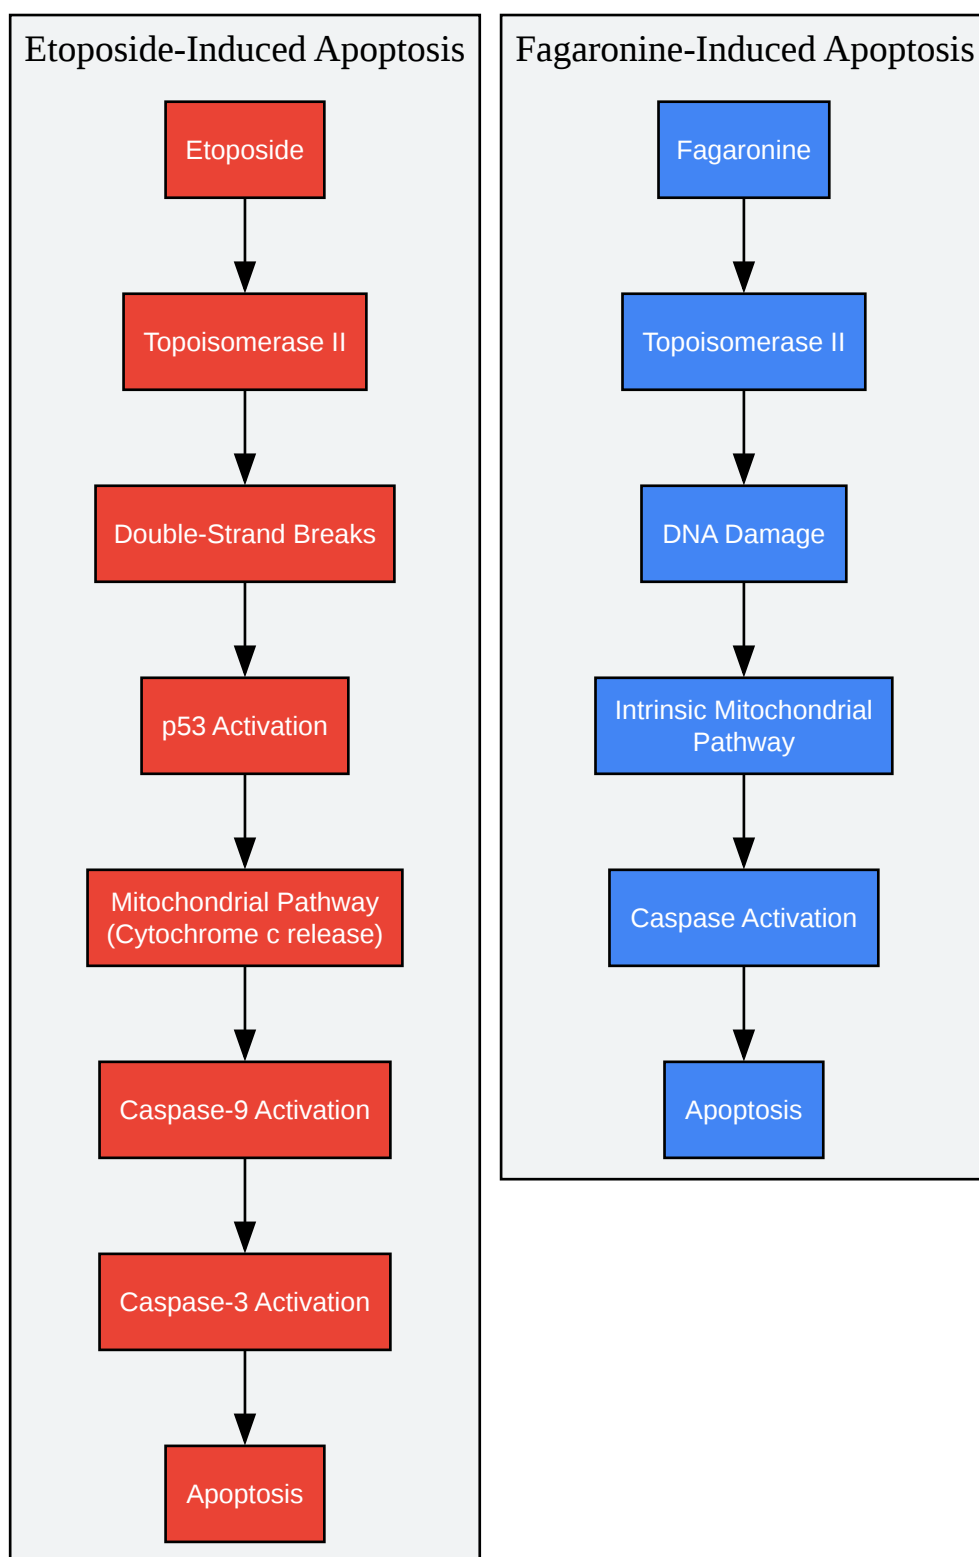 Etoposide-Induced Apoptosis
Etoposide
Topoisomerase II
Double-Strand Breaks
p53 Activation
Mitochondrial Pathway
(Cytochrome c release)
Caspase-9 Activation
Caspase-3 Activation
Apoptosis
Fagaronine-Induced Apoptosis
Fagaronine
Topoisomerase II
DNA Damage
Intrinsic Mitochondrial
Pathway
Caspase Activation
Apoptosis